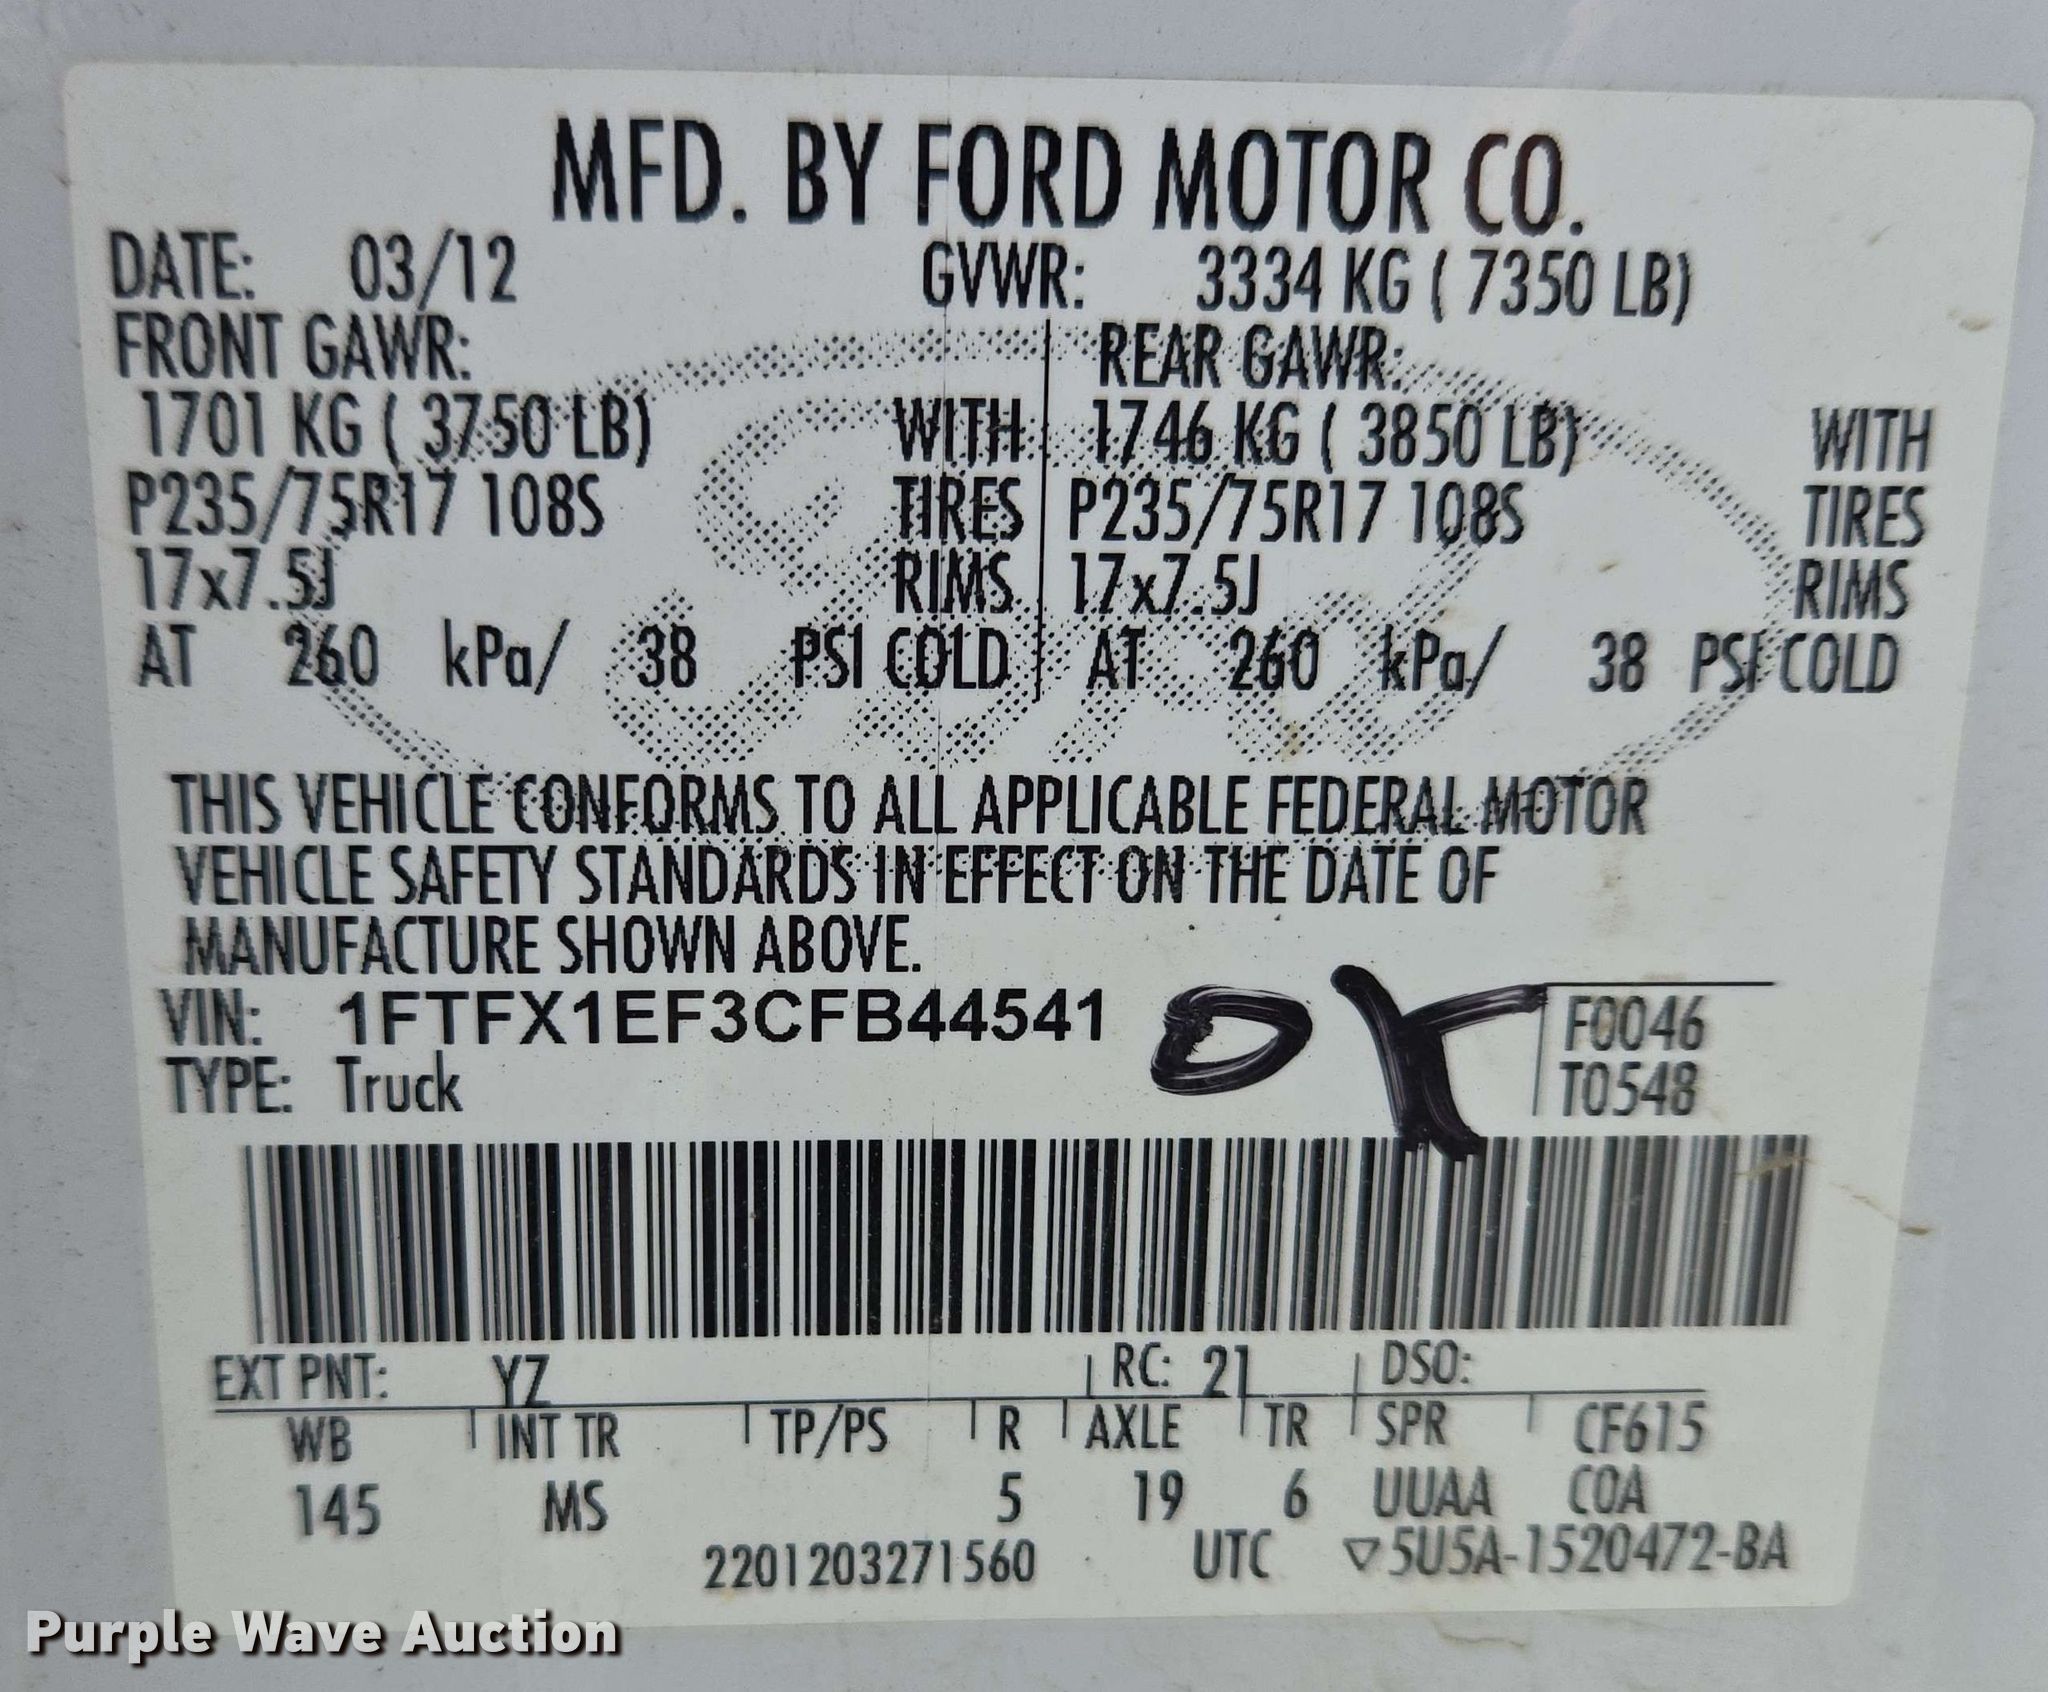 MFD. BY FORD MOTOR CO.
DATE: 03/12 GVWR: 3334 KG ( 7350 LB)
FRONT GAWR: REAR GAWR:
1701 KG ( 3750 LB) WITH 1746 KG ( 3850 LB) WITH
P235/75R17 108S TIRES P235/75R17 108S TIRES
17x7.5J RIMS 17x7.5J RIMS
AT 260 kPa/ 38 PSI COLD AT 260 kPa/ 38 PSI COLD
THIS VEHICLE CONFORMS TO ALL APPLICABLE FEDERAL MOTOR
VEHICLE SAFETY STANDARDS IN EFFECT ON THE DATE OF
MANUFACTURE SHOWN ABOVE.
VIN: 1FTFX1EF3CFB44541 F0046
TYPE: Truck T0548
EXT PNT: YZ RC: 21 DSO:
WB INT TR TP/PS R AXLE TR SPR CF615
145 MS 5 19 6 UUAA COA
2201203271560 UTC ▽5U5A-1520472-BA
Purple Wave Auction